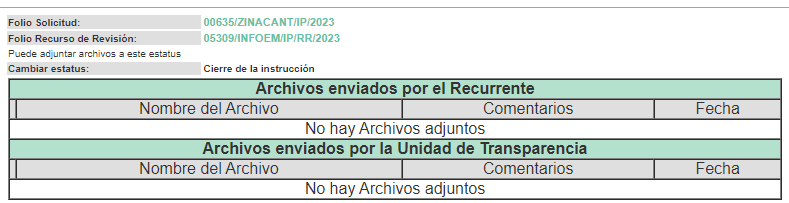 Folio Solicitud: 00635/ZINACANT/IP/2023
Folio Recurso de Revisión: 05309/INFOEM/IP/RR/2023
Puede adjuntar archivos a este estatus
Cambiar estatus: Cierre de la instrucción
Archivos enviados por el Recurrente
Nombre del Archivo Comentarios Fecha
No hay Archivos adjuntos
Archivos enviados por la Unidad de Transparencia
Nombre del Archivo Comentarios Fecha
No hay Archivos adjuntos